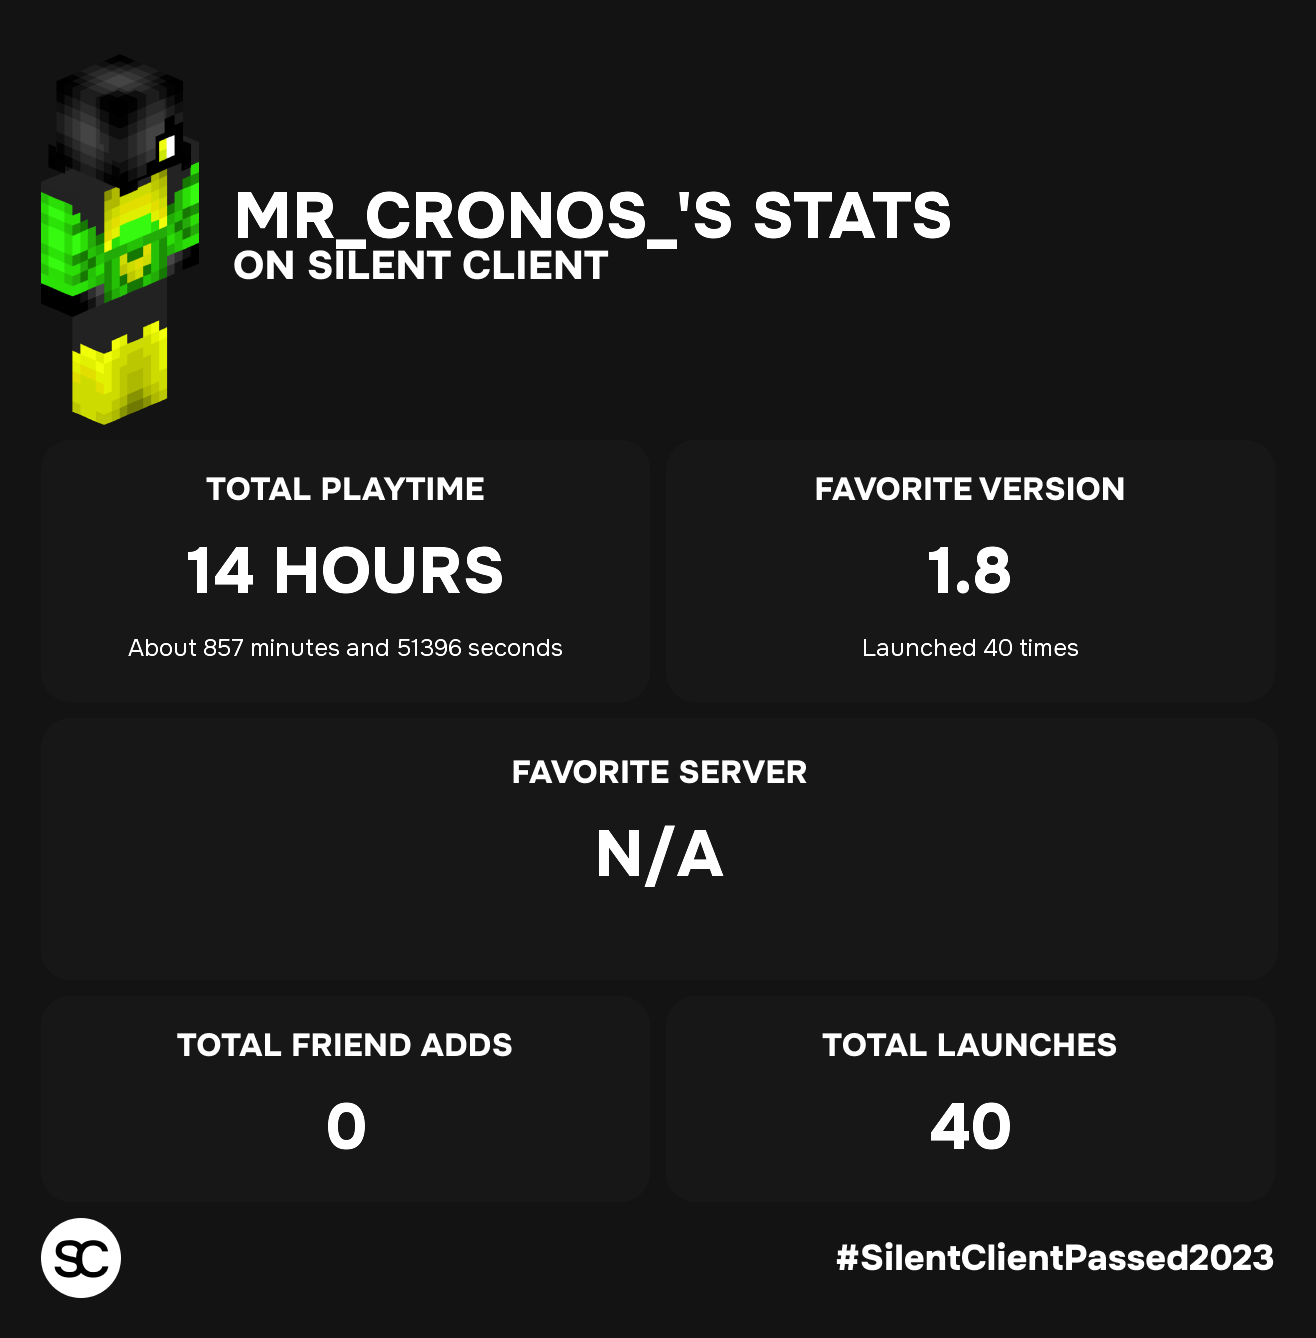 MR_CRONOS_'S STATS
ON SILENT CLIENT
TOTAL PLAYTIME
14 HOURS
About 857 minutes and 51396 seconds
FAVORITE VERSION
1.8
Launched 40 times
FAVORITE SERVER
N/A
TOTAL FRIEND ADDS
0
TOTAL LAUNCHES
40
SC
#SilentClientPassed2023